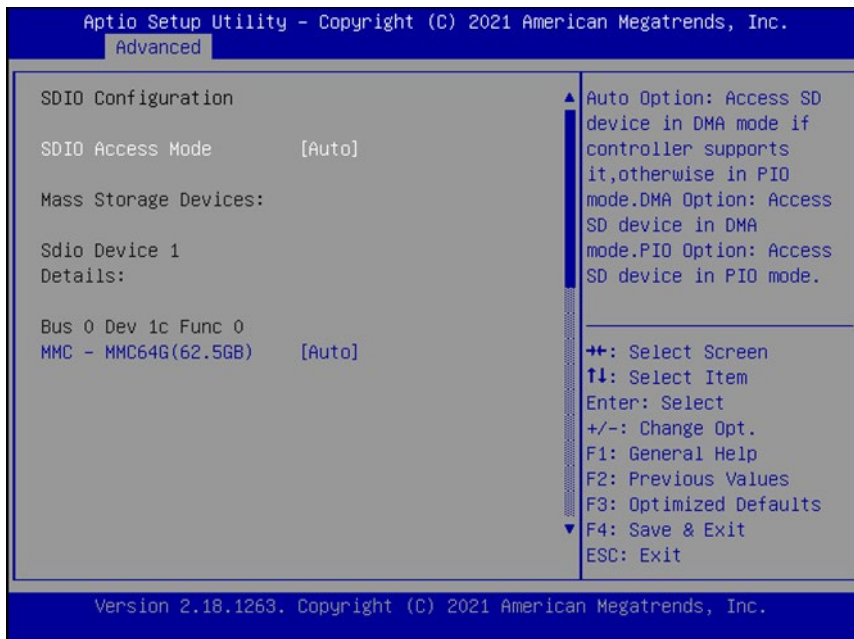 Aptio Setup Utility – Copyright (C) 2021 American Megatrends, Inc.
Advanced
SDIO Configuration
SDIO Access Mode [Auto]
Mass Storage Devices:
Sdio Device 1
Details:
Bus 0 Dev 1c Func 0
MMC – MMC64G(62.5GB) [Auto]
Auto Option: Access SD
device in DMA mode if
controller supports
it,otherwise in PIO
mode.DMA Option: Access
SD device in DMA
mode.PIO Option: Access
SD device in PIO mode.
→←: Select Screen
↑↓: Select Item
Enter: Select
+/-: Change Opt.
F1: General Help
F2: Previous Values
F3: Optimized Defaults
F4: Save & Exit
ESC: Exit
Version 2.18.1263. Copyright (C) 2021 American Megatrends, Inc.